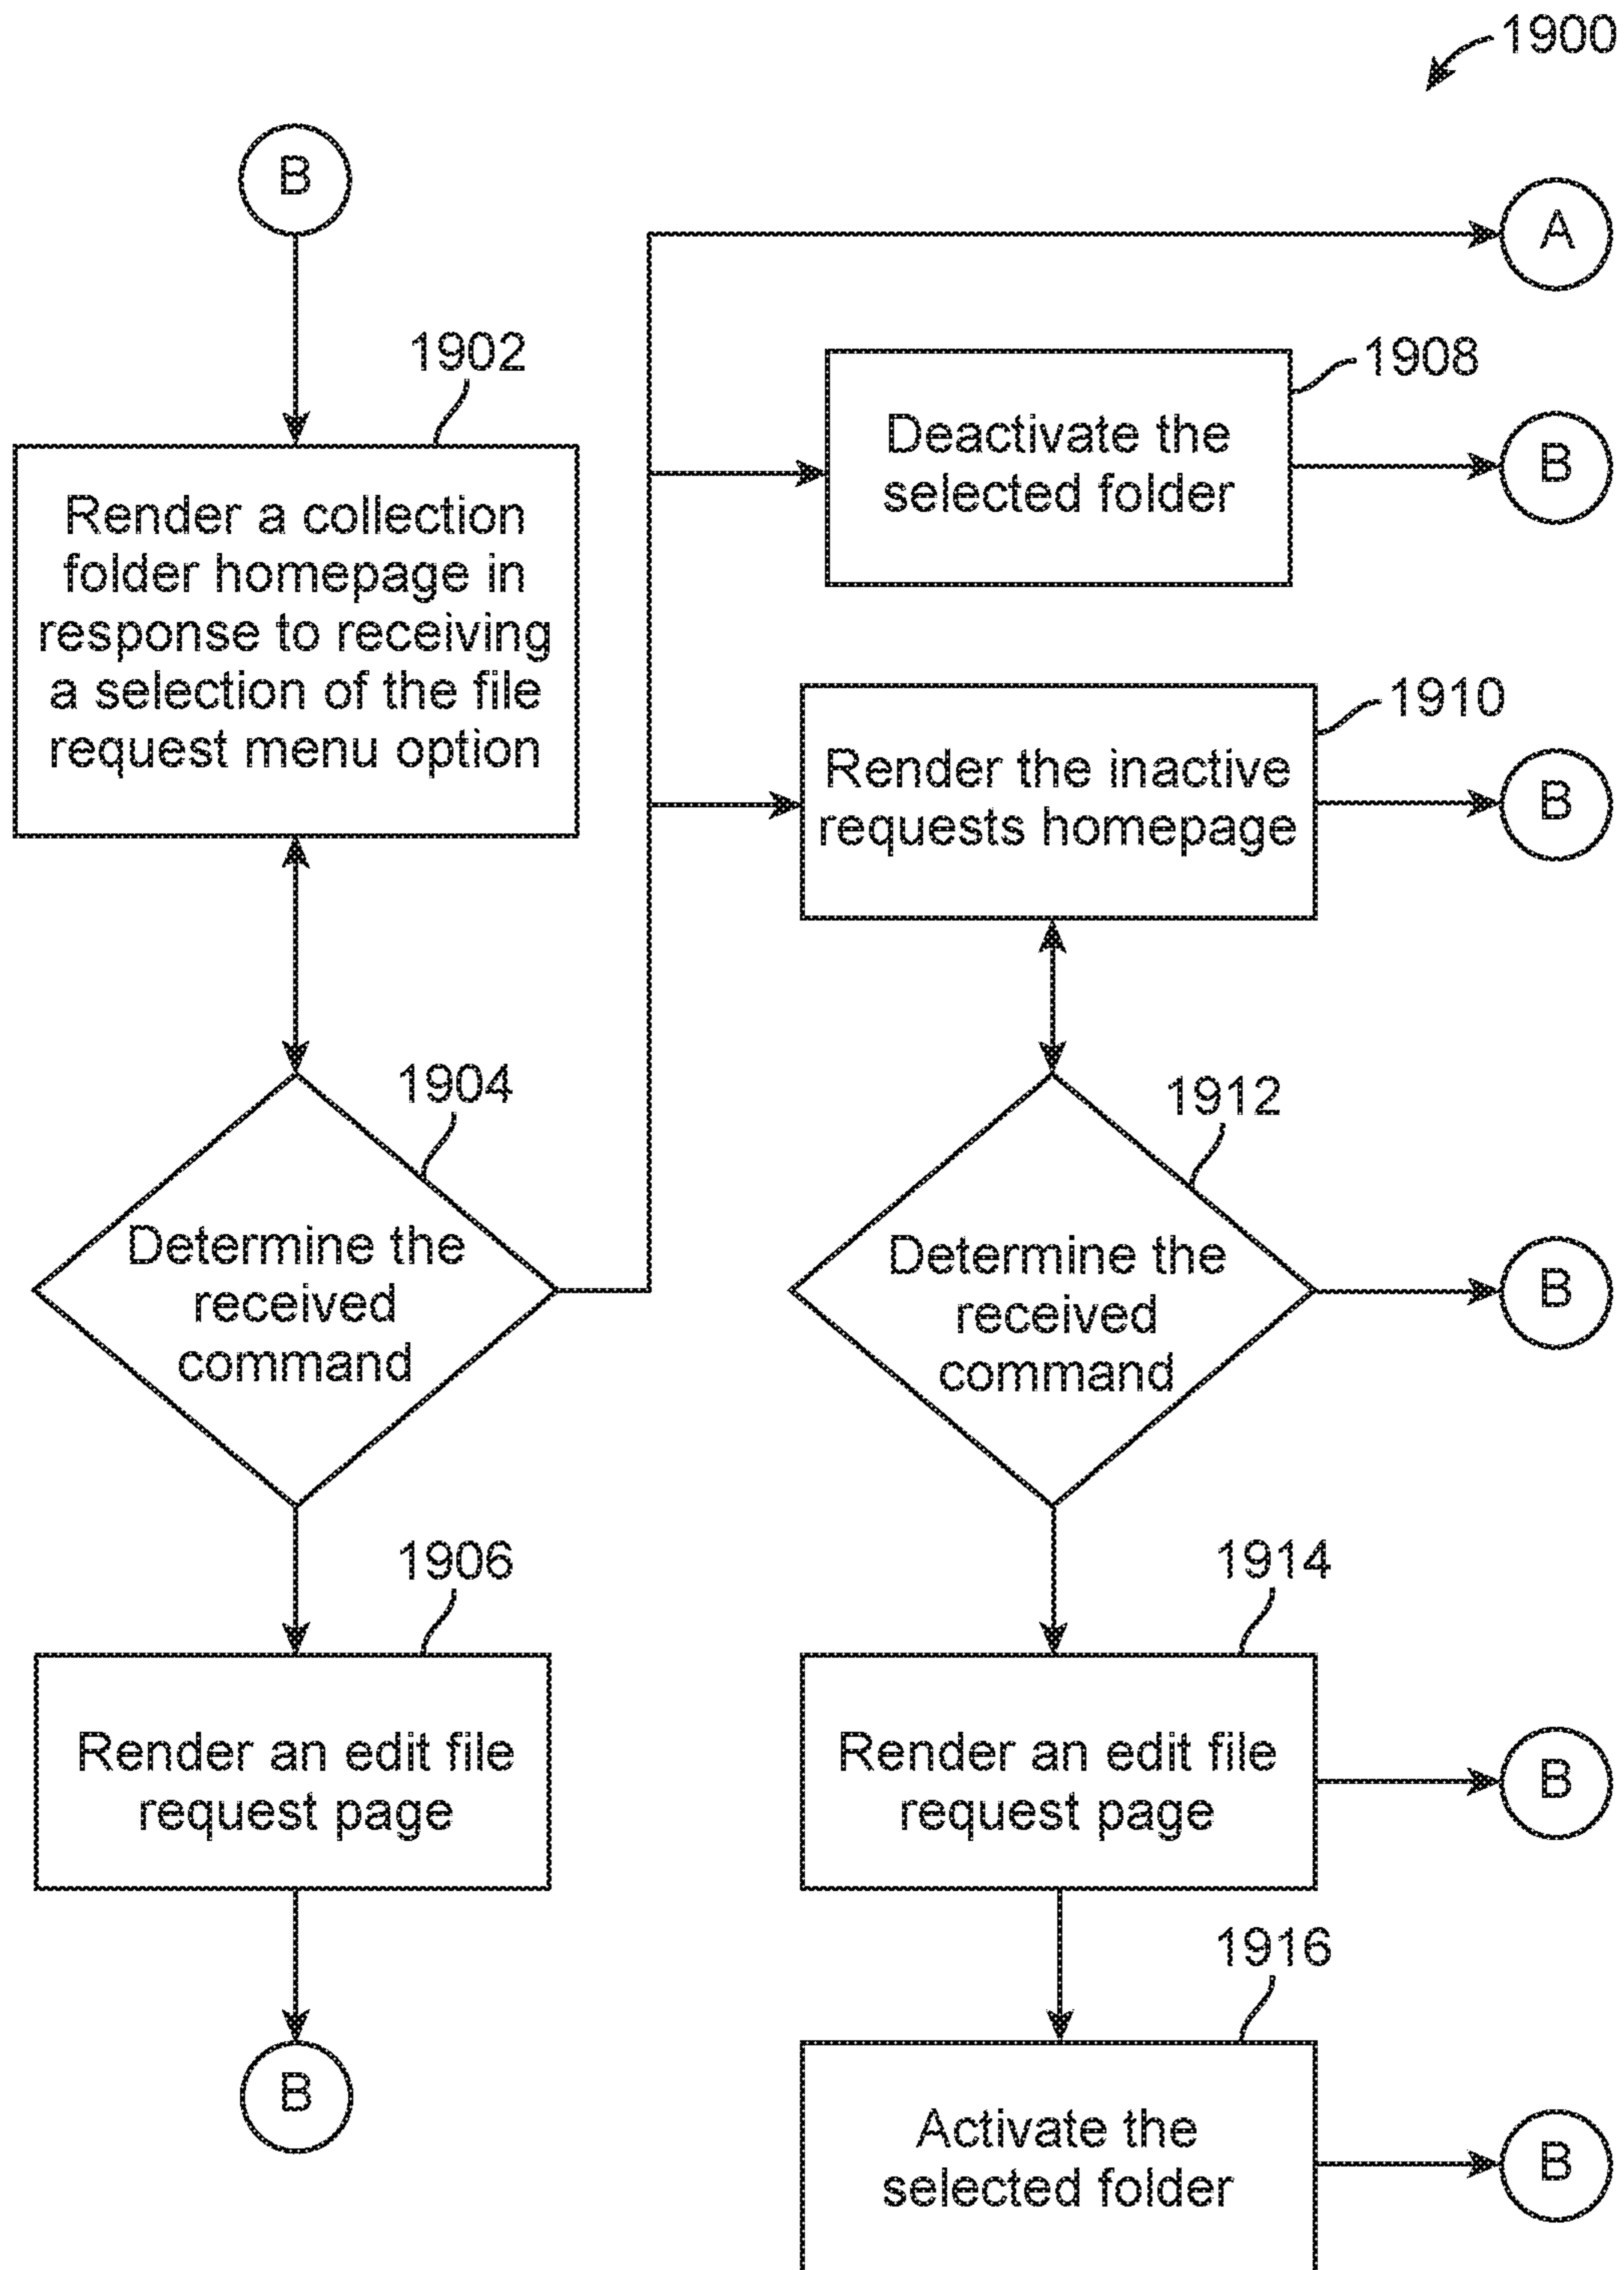 1900
B
A
1902
Render a collection
folder homepage in
response to receiving
a selection of the file
request menu option
1908
Deactivate the
selected folder
B
1910
Render the inactive
requests homepage
B
1904
Determine the
received
command
1912
Determine the
received
command
B
1906
Render an edit file
request page
B
1914
Render an edit file
request page
B
1916
Activate the
selected folder
B